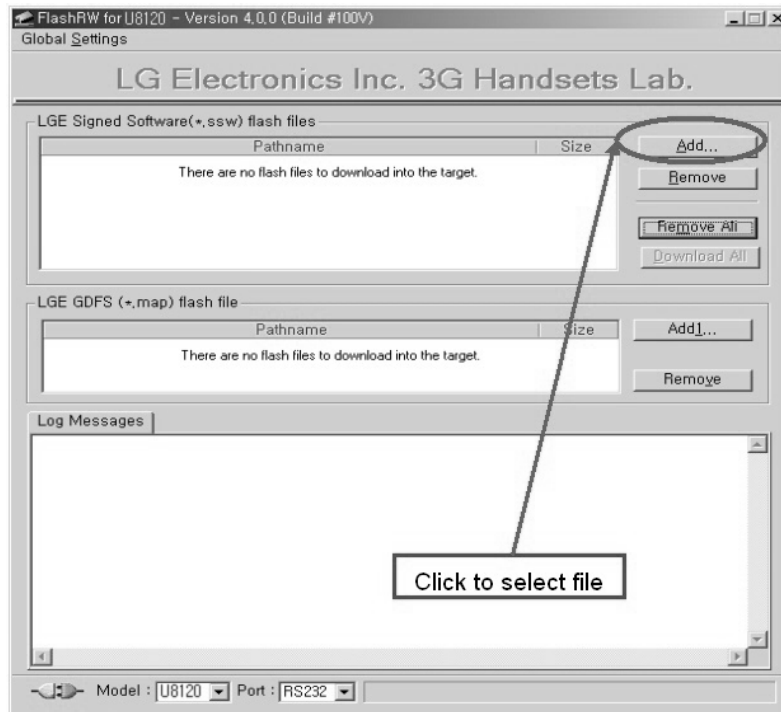 FlashRW for U8120 - Version 4.0.0 (Build #100V)
Global Settings
LG Electronics Inc. 3G Handsets Lab.
LGE Signed Software(*.ssw) flash files
Pathname Size
There are no flash files to download into the target.
Add...
Remove
Remove All
Download All
LGE GDFS (*.map) flash file
Pathname Size
There are no flash files to download into the target.
Add1...
Remove
Log Messages
Click to select file
Model : U8120 Port : RS232